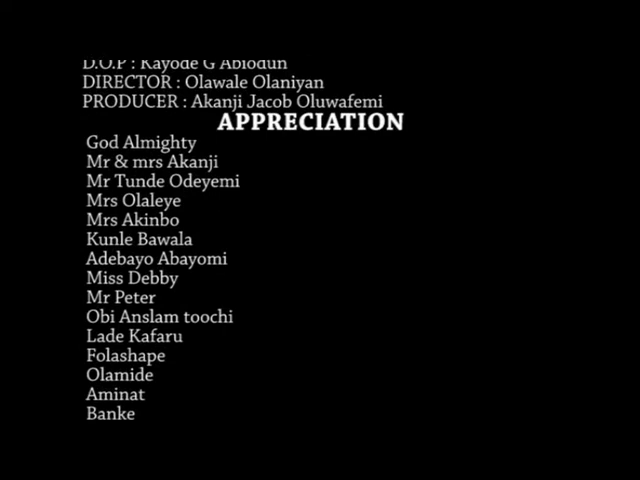 D.O.P : Kayode G Abiodun
DIRECTOR : Olawale Olaniyan
PRODUCER : Akanji Jacob Oluwafemi
APPRECIATION
God Almighty
Mr & mrs Akanji
Mr Tunde Odeyemi
Mrs Olaleye
Mrs Akinbo
Kunle Bawala
Adebayo Abayomi
Miss Debby
Mr Peter
Obi Anslam toochi
Lade Kafaru
Folashape
Olamide
Aminat
Banke